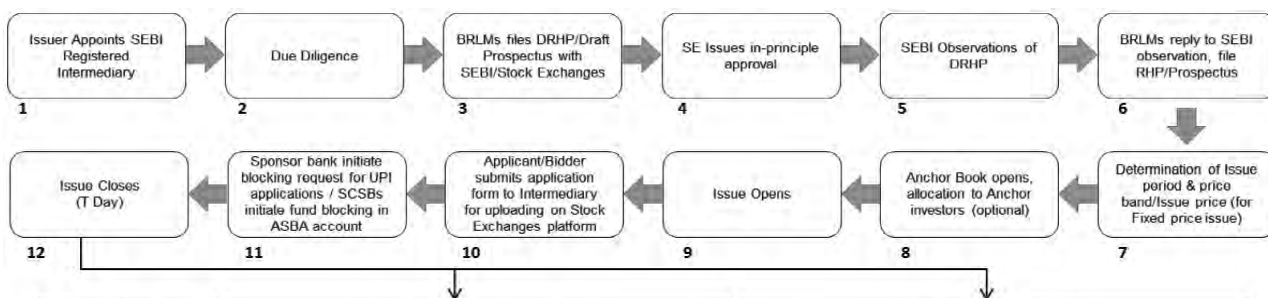 Issuer Appoints SEBI
Registered
Intermediary
1
Due Diligence
2
BRLMs files DRHP/Draft
Prospectus with
SEBI/Stock Exchanges
3
SE Issues in-principle
approval
4
SEBI Observations of
DRHP
5
BRLMs reply to SEBI
observation, file
RHP/Prospectus
6
Determination of Issue
period & price
band/Issue price (for
Fixed price issue)
7
Anchor Book opens,
allocation to Anchor
investors (optional)
8
Issue Opens
9
Applicant/Bidder
submits application
form to Intermediary
for uploading on Stock
Exchanges platform
10
Sponsor bank initiate
blocking request for UPI
applications / SCSBs
initiate fund blocking in
ASBA account
11
Issue Closes
(T Day)
12